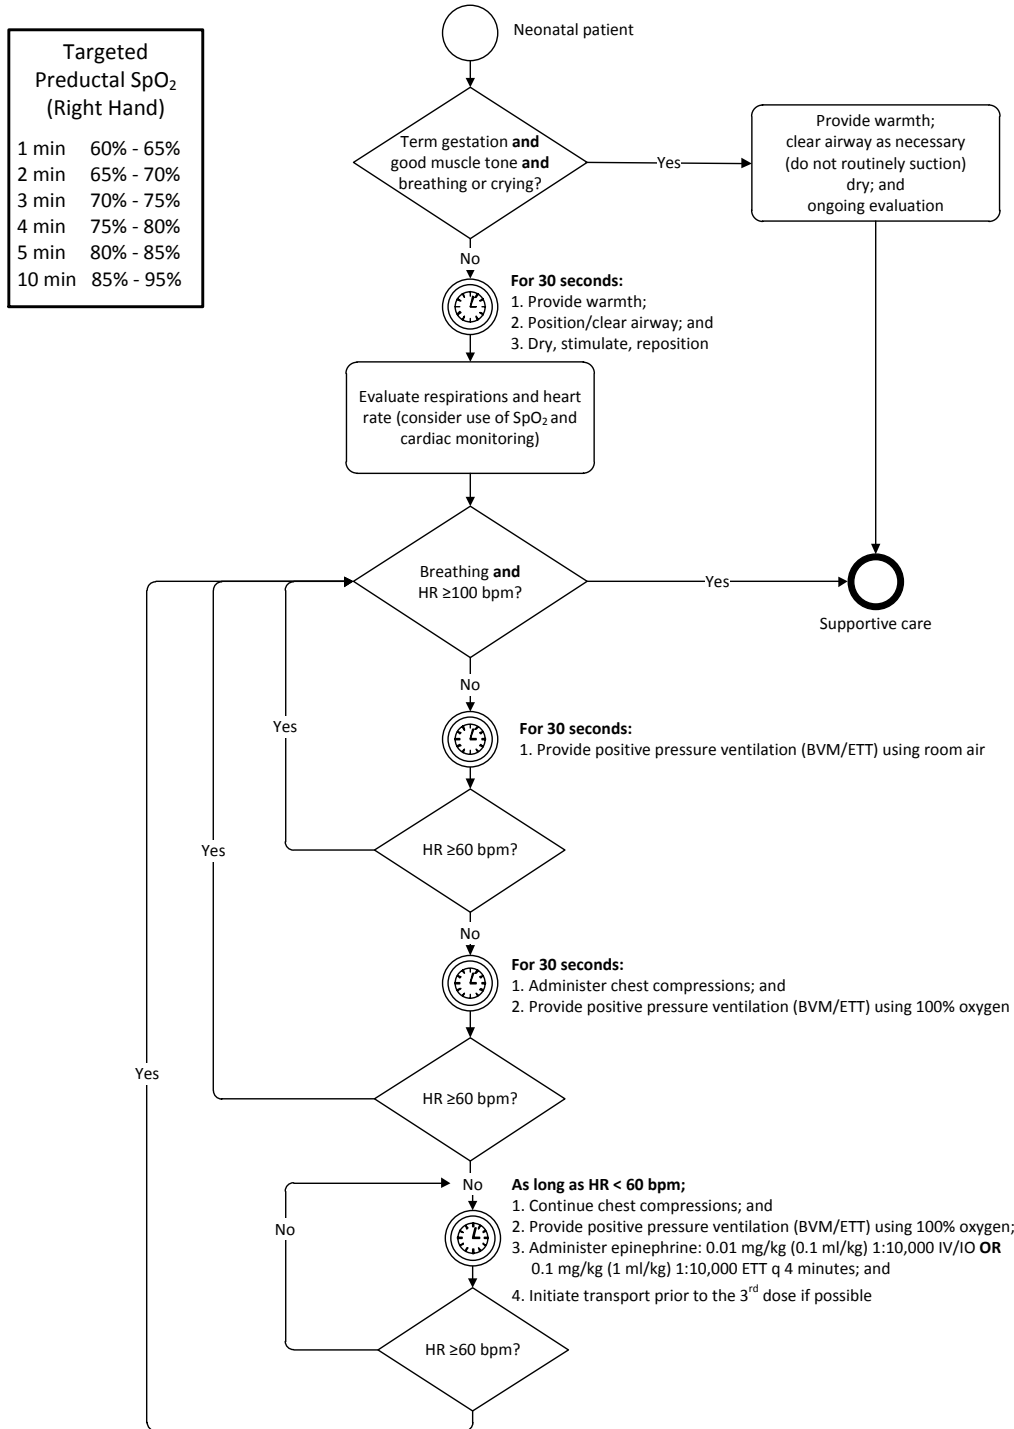 Neonatal patient
Targeted
Preductal SpO₂
(Right Hand)
1 min 60% - 65%
2 min 65% - 70%
3 min 70% - 75%
4 min 75% - 80%
5 min 80% - 85%
10 min 85% - 95%
Term gestation and
good muscle tone and
breathing or crying?
Yes
Provide warmth;
clear airway as necessary
(do not routinely suction)
dry; and
ongoing evaluation
No
For 30 seconds:
1. Provide warmth;
2. Position/clear airway; and
3. Dry, stimulate, reposition
Evaluate respirations and heart
rate (consider use of SpO₂ and
cardiac monitoring)
Breathing and
HR ≥100 bpm?
Yes
Supportive care
No
Yes
For 30 seconds:
1. Provide positive pressure ventilation (BVM/ETT) using room air
HR ≥60 bpm?
Yes
No
For 30 seconds:
1. Administer chest compressions; and
2. Provide positive pressure ventilation (BVM/ETT) using 100% oxygen
Yes
HR ≥60 bpm?
No
As long as HR < 60 bpm;
1. Continue chest compressions; and
2. Provide positive pressure ventilation (BVM/ETT) using 100% oxygen;
3. Administer epinephrine: 0.01 mg/kg (0.1 ml/kg) 1:10,000 IV/IO OR
0.1 mg/kg (1 ml/kg) 1:10,000 ETT q 4 minutes; and
4. Initiate transport prior to the 3rd dose if possible
No
HR ≥60 bpm?